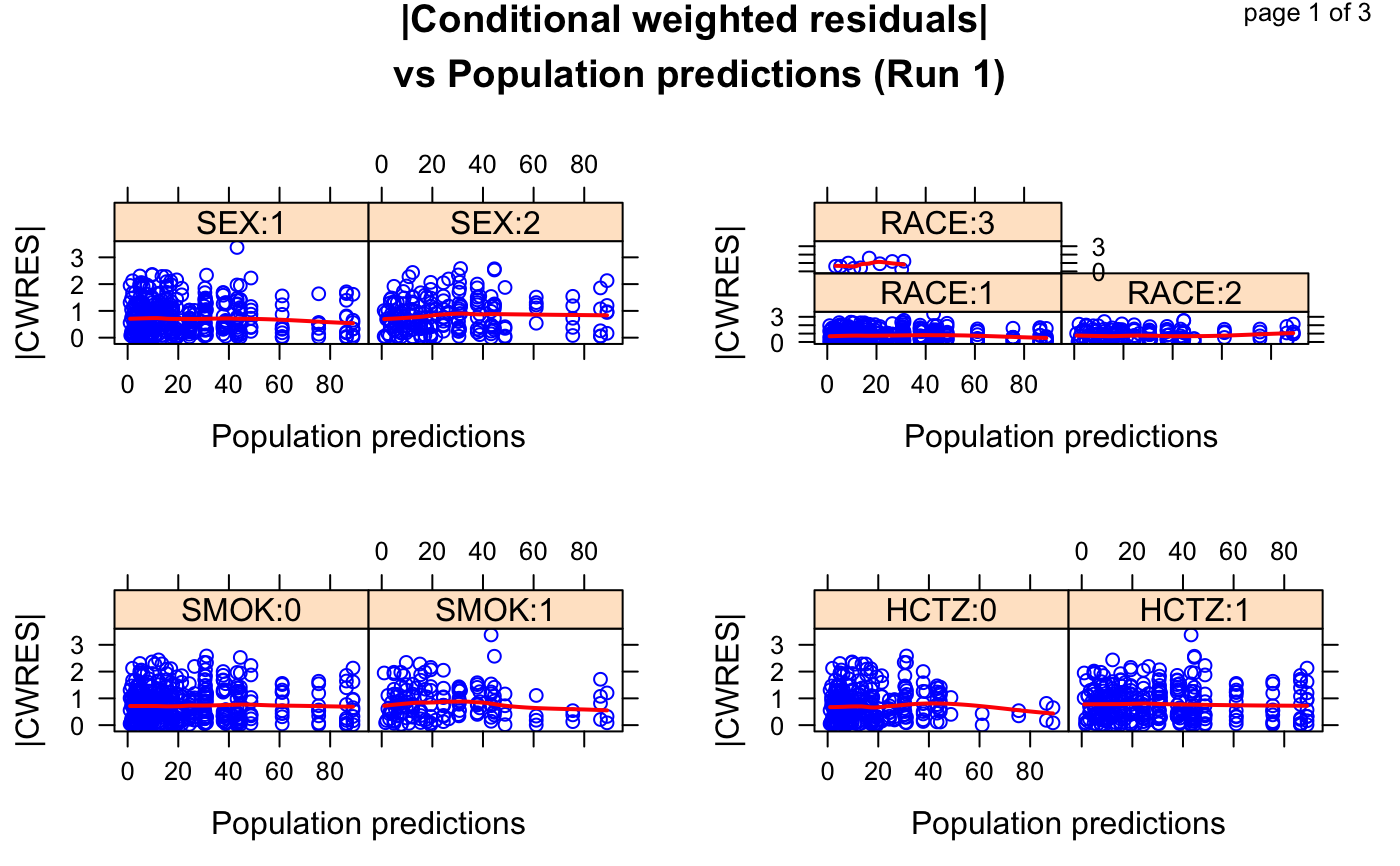 |Conditional weighted residuals|
page 1 of 3
vs Population predictions (Run 1)
0 20 40 60 80
SEX:1 SEX:2
|CWRES|
3
2
1
0
0 20 40 60 80
Population predictions
RACE:3
3
0
RACE:1 RACE:2
|CWRES|
3
0
0 20 40 60 80
Population predictions
0 20 40 60 80
SMOK:0 SMOK:1
|CWRES|
3
2
1
0
0 20 40 60 80
Population predictions
0 20 40 60 80
HCTZ:0 HCTZ:1
|CWRES|
3
2
1
0
0 20 40 60 80
Population predictions